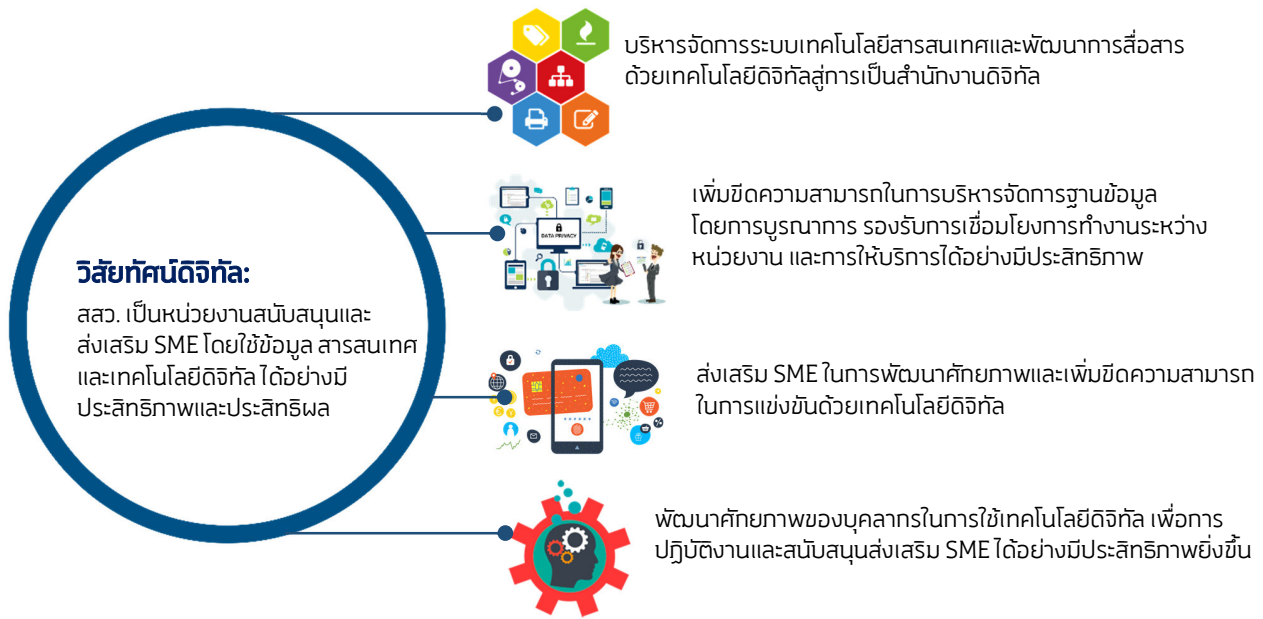 บริหารจัดการระบบเทคโนโลยีสารสนเทศและพัฒนาการสื่อสาร
ด้วยเทคโนโลยีดิจิทัลสู่การเป็นสำนักงานดิจิทัล
เพิ่มขีดความสามารถในการบริหารจัดการฐานข้อมูล
โดยการบูรณาการ รองรับการเชื่อมโยงการทำงานระหว่าง
หน่วยงาน และการให้บริการได้อย่างมีประสิทธิภาพ
DATA PRIVACY
วิสัยทัศน์ดิจิทัล:
สสว. เป็นหน่วยงานสนับสนุนและ
ส่งเสริม SME โดยใช้ข้อมูล สารสนเทศ
และเทคโนโลยีดิจิทัล ได้อย่างมี
ประสิทธิภาพและประสิทธิผล
ส่งเสริม SME ในการพัฒนาศักยภาพและเพิ่มขีดความสามารถ
ในการแข่งขันด้วยเทคโนโลยีดิจิทัล
พัฒนาศักยภาพของบุคลากรในการใช้เทคโนโลยีดิจิทัล เพื่อการ
ปฏิบัติงานและสนับสนุนส่งเสริม SME ได้อย่างมีประสิทธิภาพยิ่งขึ้น